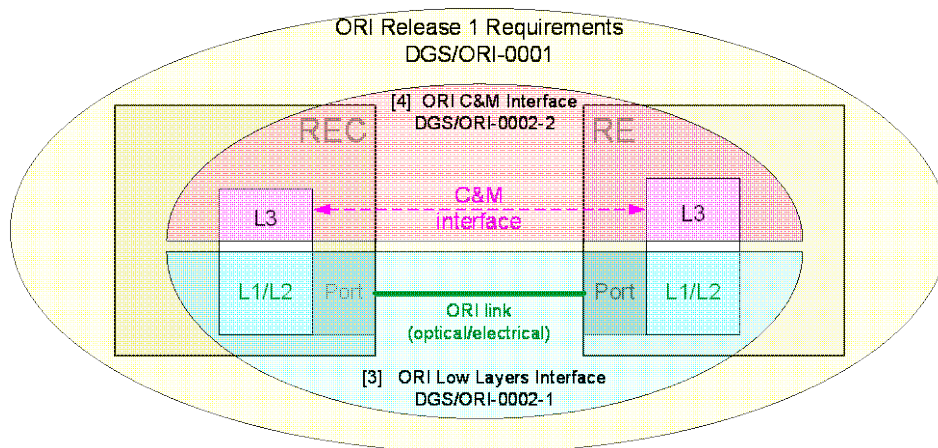 ORI Release 1 Requirements
DGS/ORI-0001
[4] ORI C&M Interface
DGS/ORI-0002-2
REC
RE
C&M
interface
L3
L3
L1/L2
Port
Port
L1/L2
ORI link
(optical/electrical)
[3] ORI Low Layers Interface
DGS/ORI-0002-1